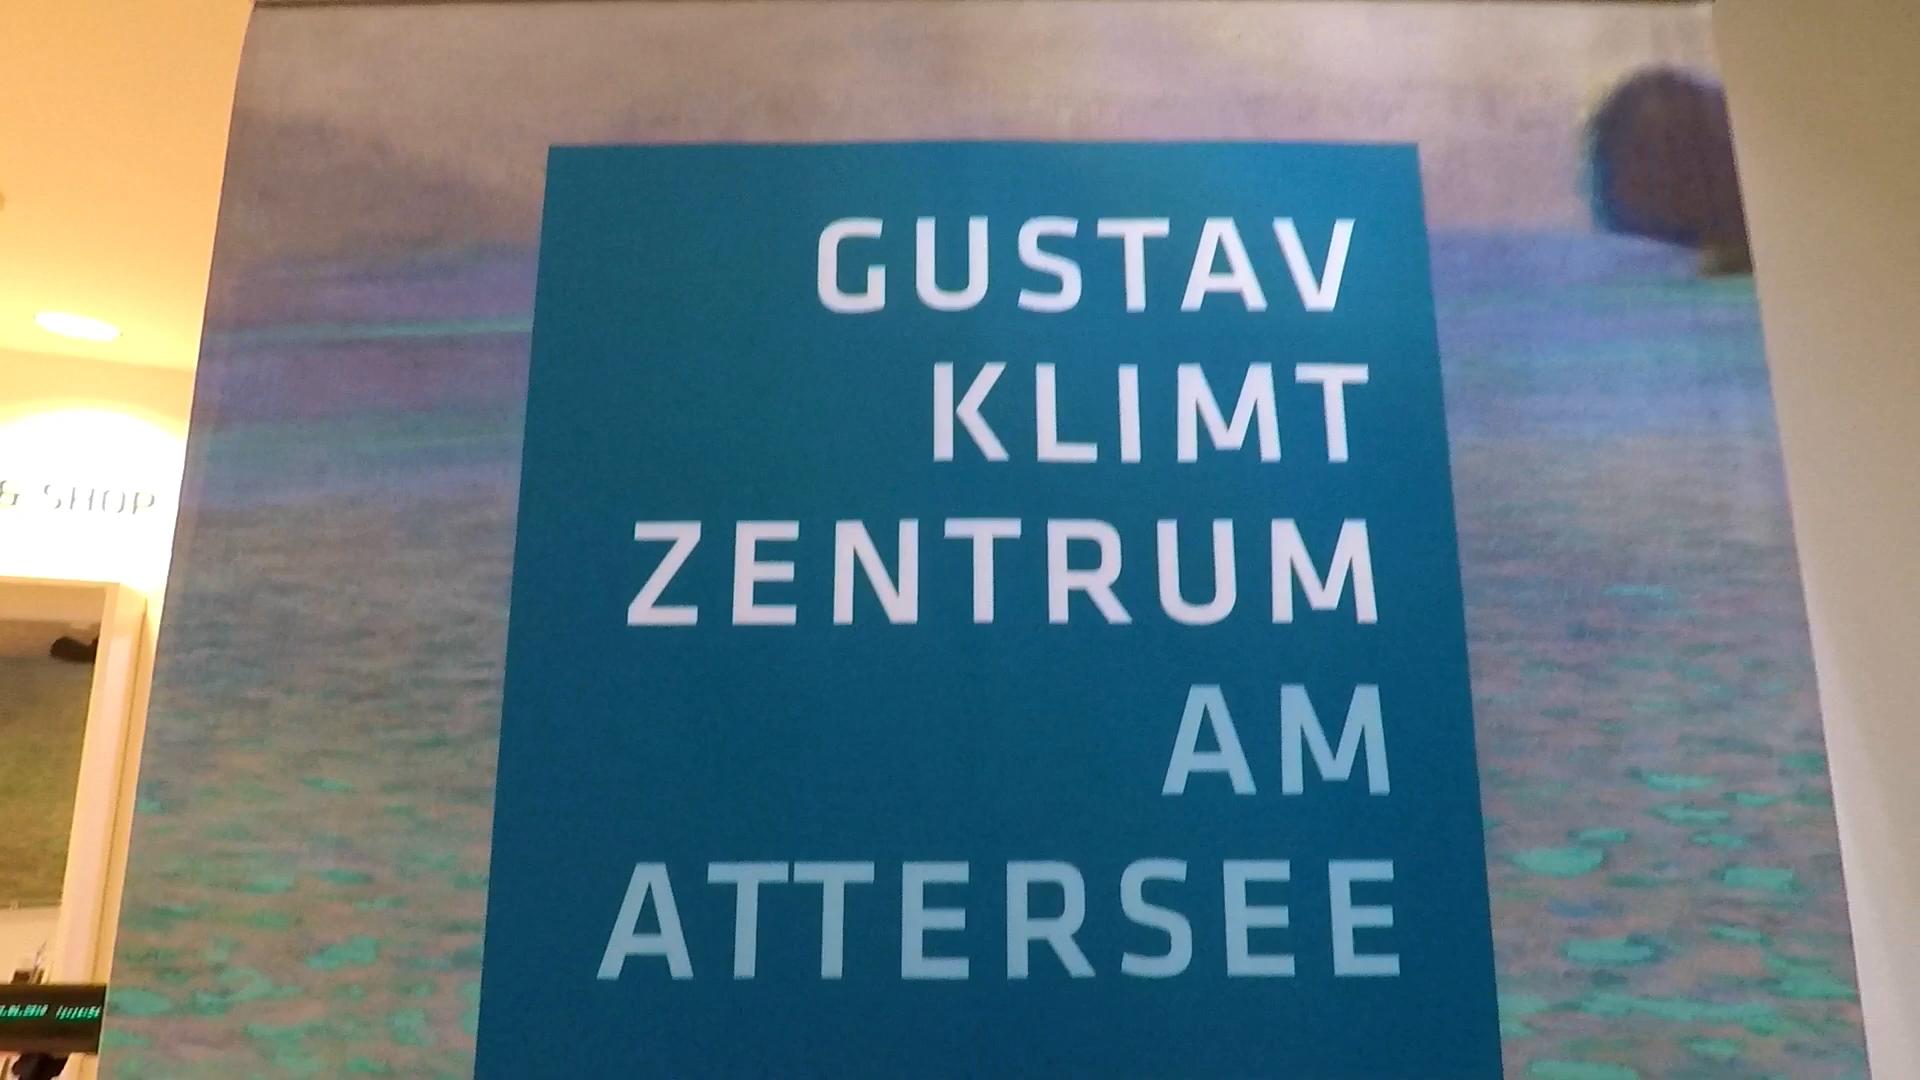 GUSTAV
KLIMT
ZENTRUM
AM
ATTERSEE
& SHOP